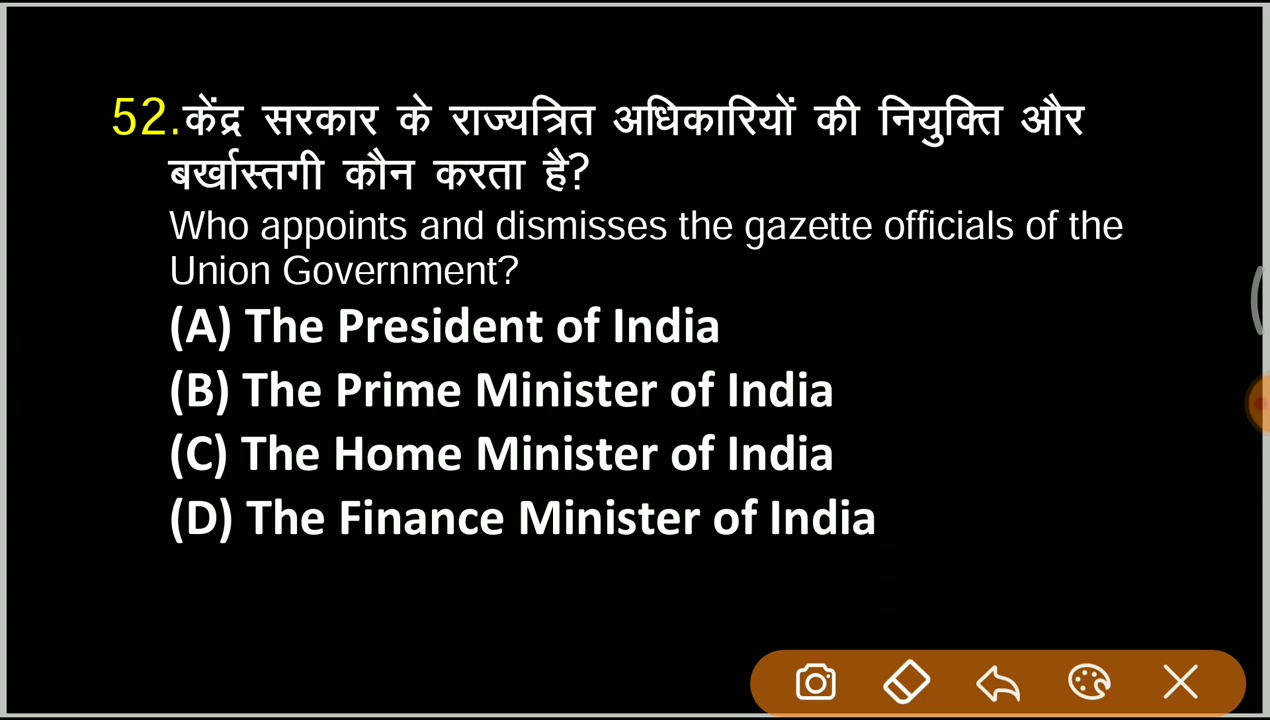 52.केंद्र सरकार के राज्यत्रित अधिकारियों की नियुक्ति और
बर्खास्तगी कौन करता है?
Who appoints and dismisses the gazette officials of the
Union Government?
(A) The President of India
(B) The Prime Minister of India
(C) The Home Minister of India
(D) The Finance Minister of India